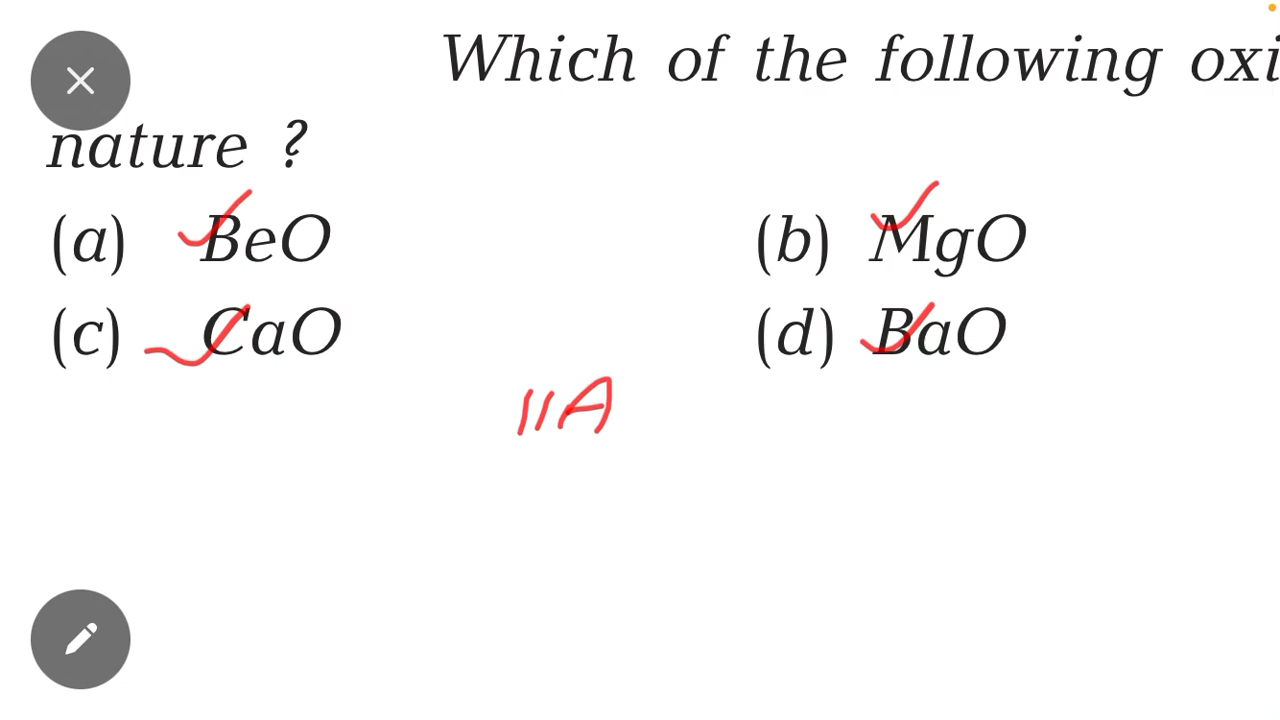 Which of the following oxi
nature ?
(a) BeO (b) MgO
(c) CaO (d) BaO
IIA